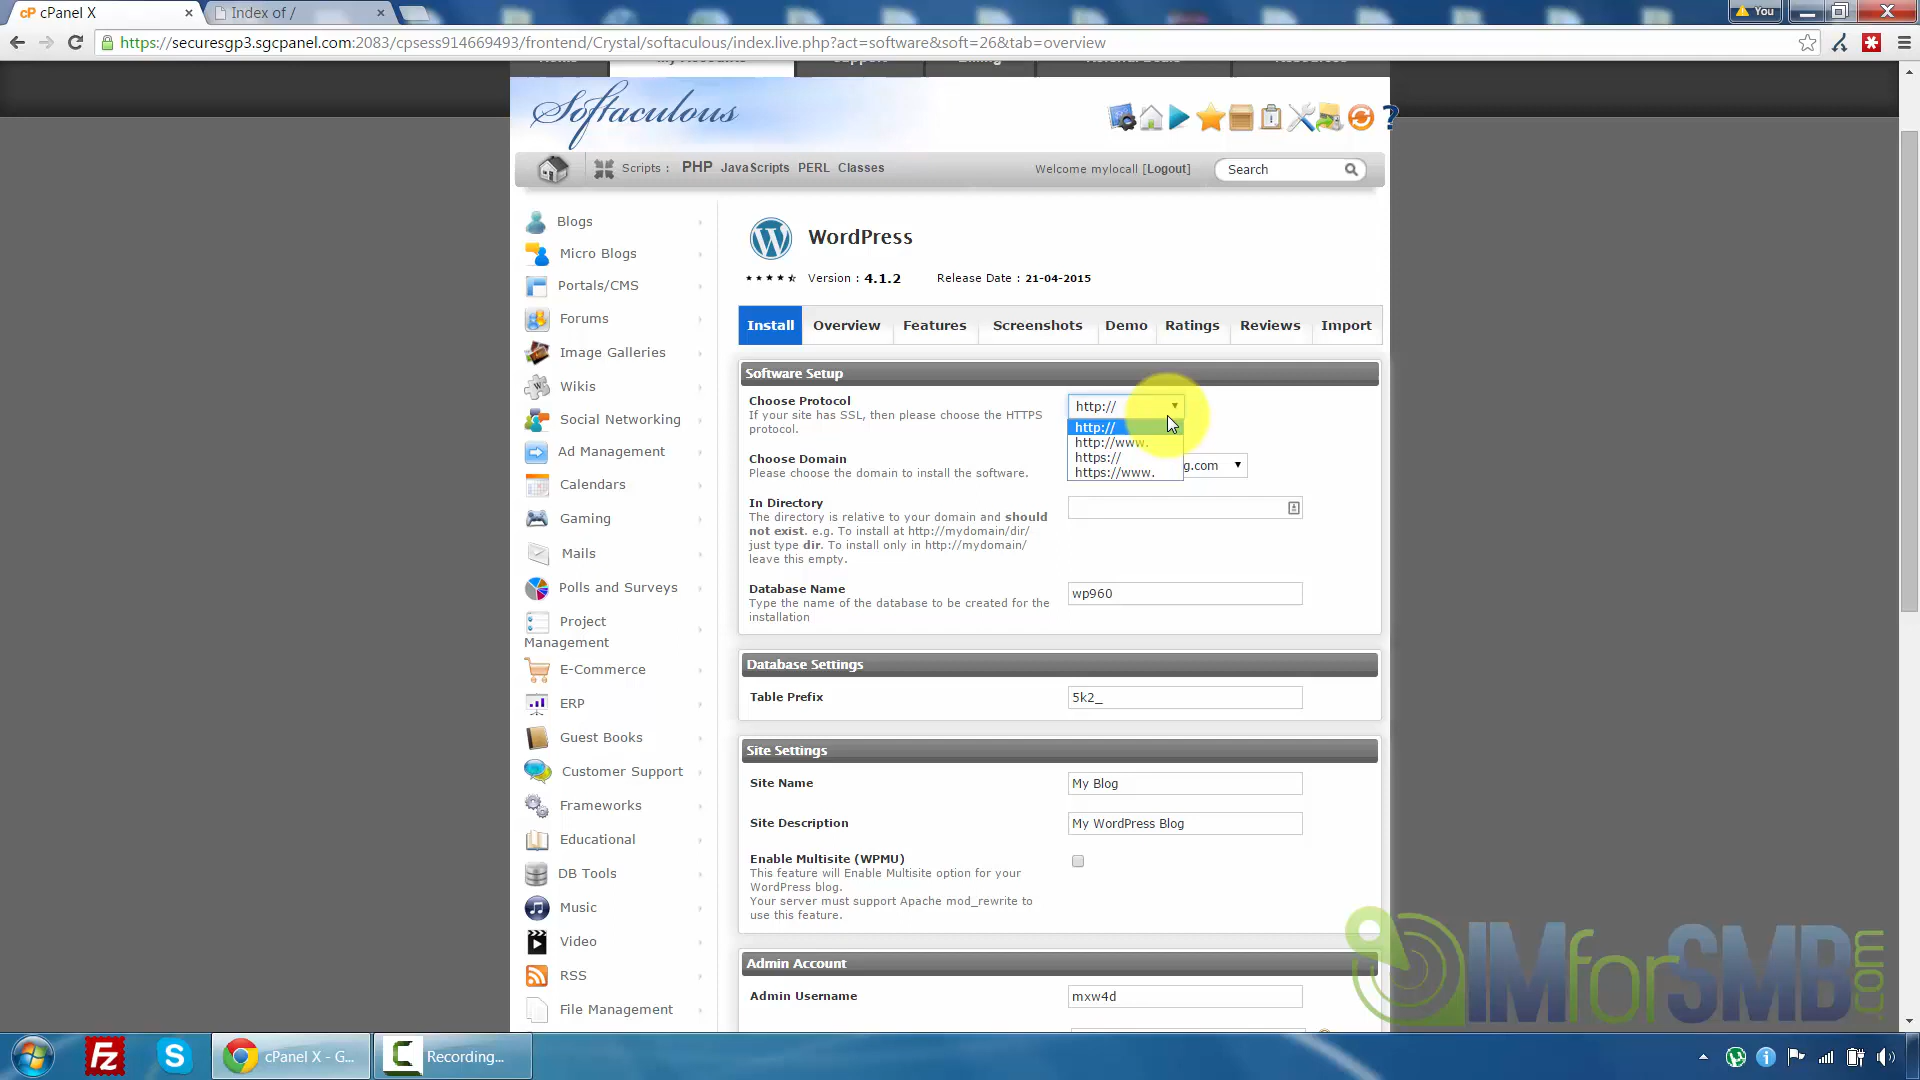 cPanel X
Index of /
You
https://securesgp3.sgcpanel.com:2083/cpsess914669493/frontend/Crystal/softaculous/index.live.php?act=software&soft=26&tab=overview
Softaculous
Scripts : PHP JavaScripts PERL Classes
Welcome mylocall [Logout]
Search
Blogs
Micro Blogs
Portals/CMS
Forums
Image Galleries
Wikis
Social Networking
Ad Management
Calendars
Gaming
Mails
Polls and Surveys
Project
Management
E-Commerce
ERP
Guest Books
Customer Support
Frameworks
Educational
DB Tools
Music
Video
RSS
File Management
WordPress
Version : 4.1.2 Release Date : 21-04-2015
Install Overview Features Screenshots Demo Ratings Reviews Import
Software Setup
Choose Protocol
If your site has SSL, then please choose the HTTPS
protocol.
http://
http://
http://www.
https://
https://www.
Choose Domain
Please choose the domain to install the software.
g.com
In Directory
The directory is relative to your domain and should
not exist. e.g. To install at http://mydomain/dir/
just type dir. To install only in http://mydomain/
leave this empty.
Database Name
Type the name of the database to be created for the
installation
wp960
Database Settings
Table Prefix
5k2_
Site Settings
Site Name
My Blog
Site Description
My WordPress Blog
Enable Multisite (WPMU)
This feature will Enable Multisite option for your
WordPress blog.
Your server must support Apache mod_rewrite to
use this feature.
Admin Account
Admin Username
mxw4d
IMforSMB.com
cPanel X - G...
Recording...